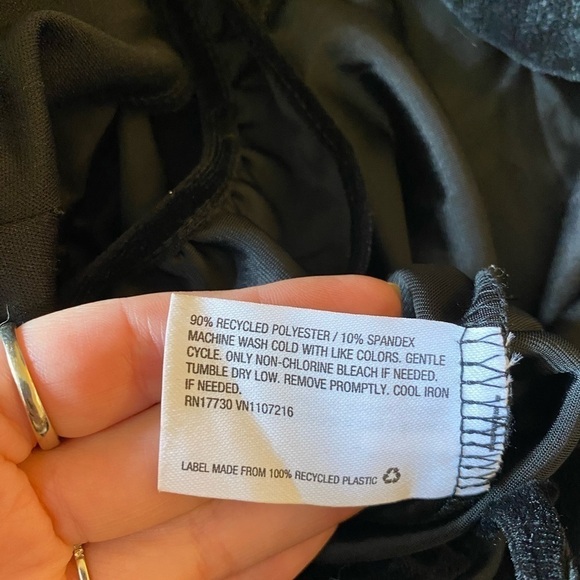 90% RECYCLED POLYESTER / 10% SPANDEX
MACHINE WASH COLD WITH LIKE COLORS. GENTLE
CYCLE. ONLY NON-CHLORINE BLEACH IF NEEDED.
TUMBLE DRY LOW. REMOVE PROMPTLY. COOL IRON
IF NEEDED.
RN17730 VN1107216
LABEL MADE FROM 100% RECYCLED PLASTIC